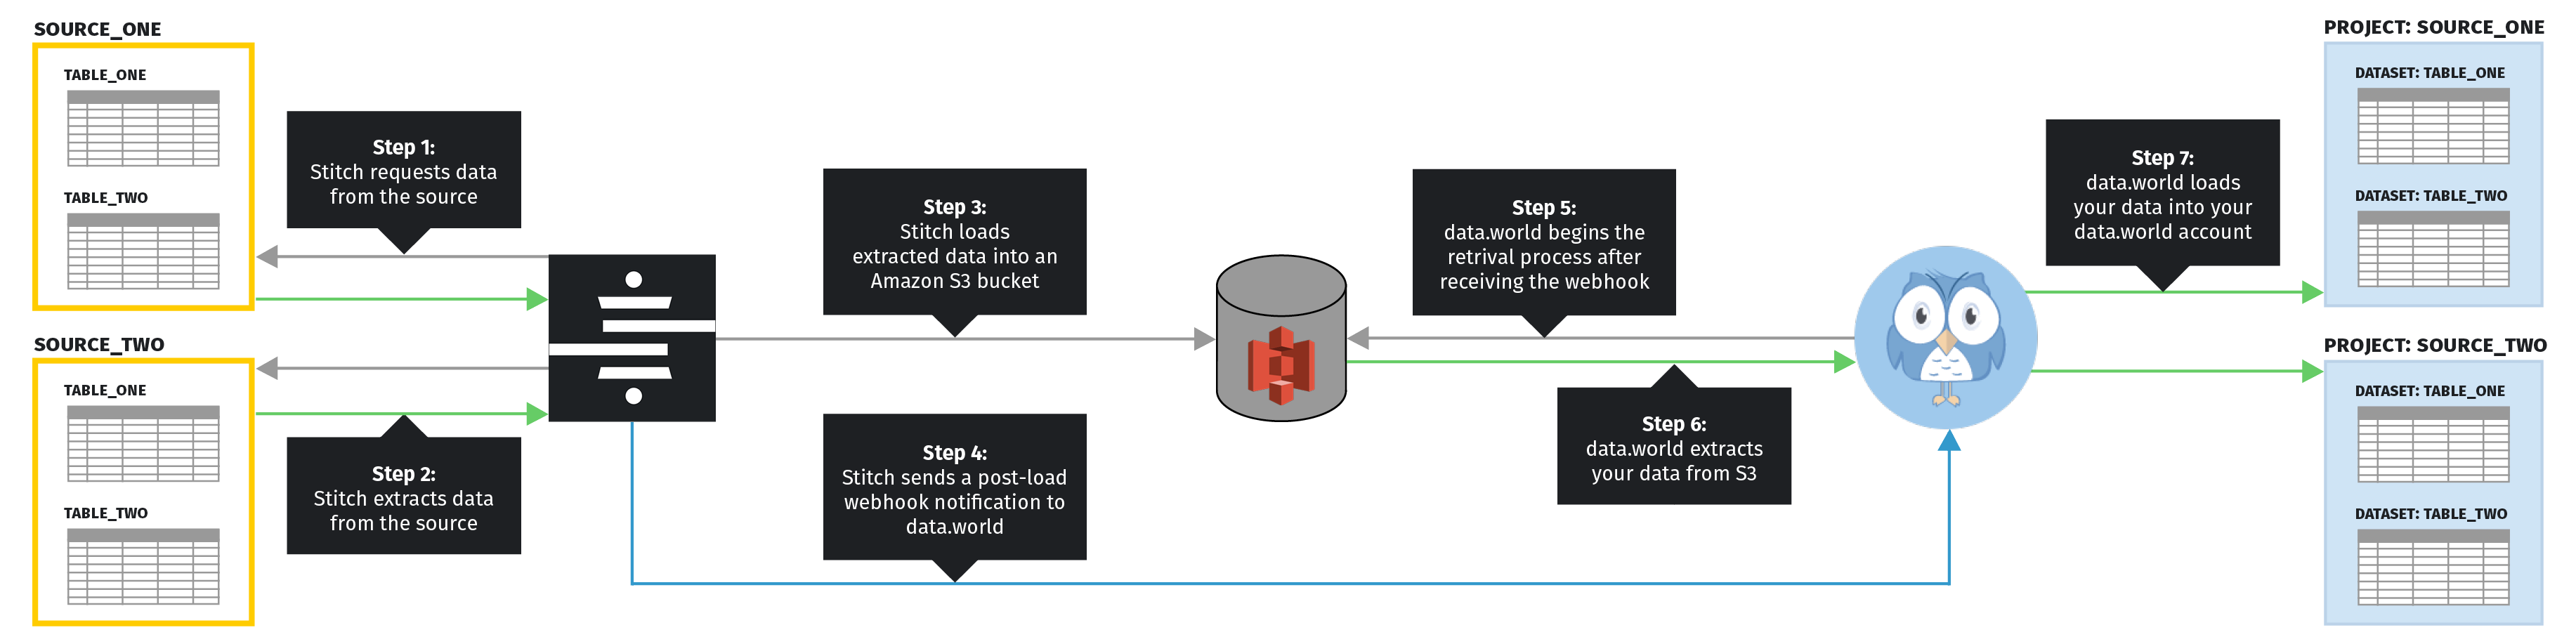 SOURCE_ONE
TABLE_ONE
TABLE_TWO
SOURCE_TWO
TABLE_ONE
TABLE_TWO
Step 1:
Stitch requests data
from the source
Step 2:
Stitch extracts data
from the source
Step 3:
Stitch loads
extracted data into an
Amazon S3 bucket
Step 4:
Stitch sends a post-load
webhook notification to
data.world
Step 5:
data.world begins the
retrival process after
receiving the webhook
Step 6:
data.world extracts
your data from S3
Step 7:
data.world loads
your data into your
data.world account
PROJECT: SOURCE_ONE
DATASET: TABLE_ONE
DATASET: TABLE_TWO
PROJECT: SOURCE_TWO
DATASET: TABLE_ONE
DATASET: TABLE_TWO